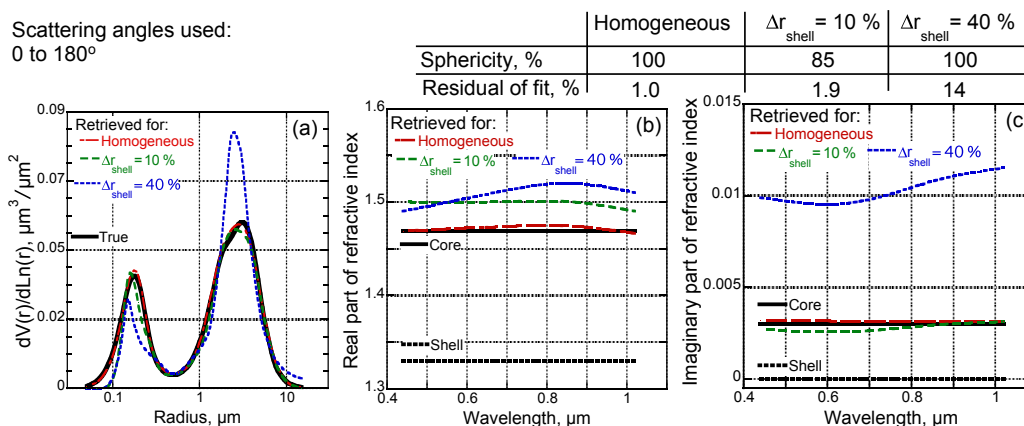 Scattering angles used:
0 to 180º
Homogeneous Δr_shell = 10 % Δr_shell = 40 %
Sphericity, % 100 85 100
Residual of fit, % 1.0 1.9 14
0.09
0.07
0.05
0.02
0
dV(r)/dLn(r), µm³/µm²
(a)
Retrieved for:
Homogeneous
Δr_shell = 10 %
Δr_shell = 40 %
True
0.1 1 10
Radius, µm
1.6
1.5
1.4
1.3
Real part of refractive index
(b)
Retrieved for:
Homogeneous
Δr_shell = 10 % Δr_shell = 40 %
Core
Shell
0.4 0.6 0.8 1
Wavelength, µm
0.015
0.01
0.005
0
Imaginary part of refractive index
(c
Retrieved for:
Homogeneous
Δr_shell = 10 % Δr_shell = 40 %
Core
Shell
0.4 0.6 0.8 1
Wavelength, µm